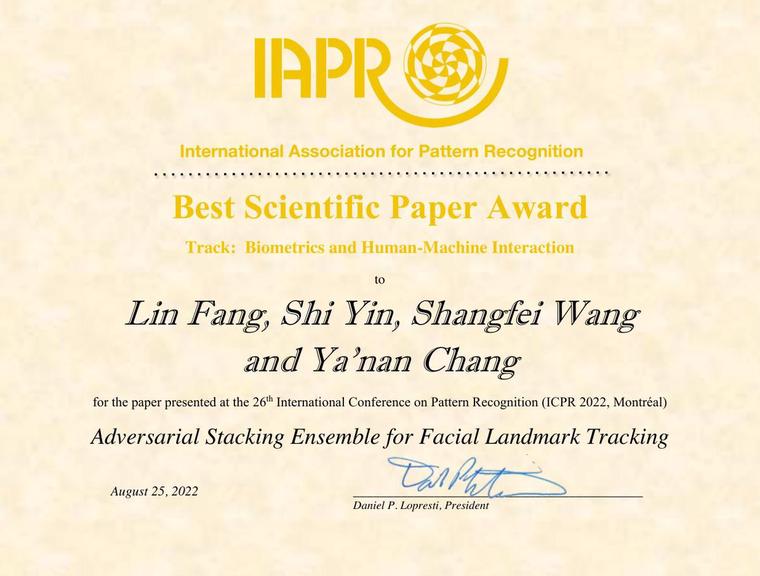 IAPR
International Association for Pattern Recognition
Best Scientific Paper Award
Track: Biometrics and Human-Machine Interaction
to
Lin Fang, Shi Yin, Shangfei Wang
and Ya'nan Chang
for the paper presented at the 26th International Conference on Pattern Recognition (ICPR 2022, Montréal)
Adversarial Stacking Ensemble for Facial Landmark Tracking
August 25, 2022
Daniel P. Lopresti, President